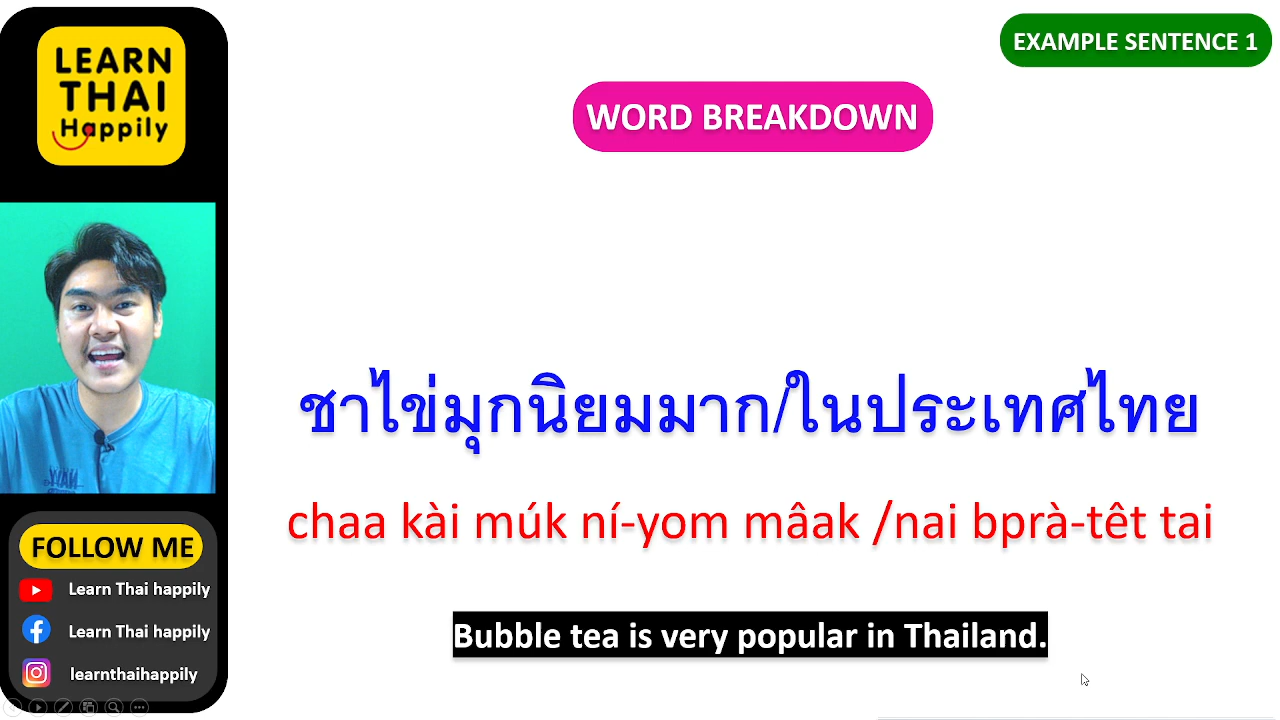 LEARN
THAI
Happily
EXAMPLE SENTENCE 1
WORD BREAKDOWN
ชาไข่มุกนิยมมาก/ในประเทศไทย
chaa kài múk ní-yom mâak /nai bprà-têt tai
Bubble tea is very popular in Thailand.
FOLLOW ME
Learn Thai happily
Learn Thai happily
learnthaihappily